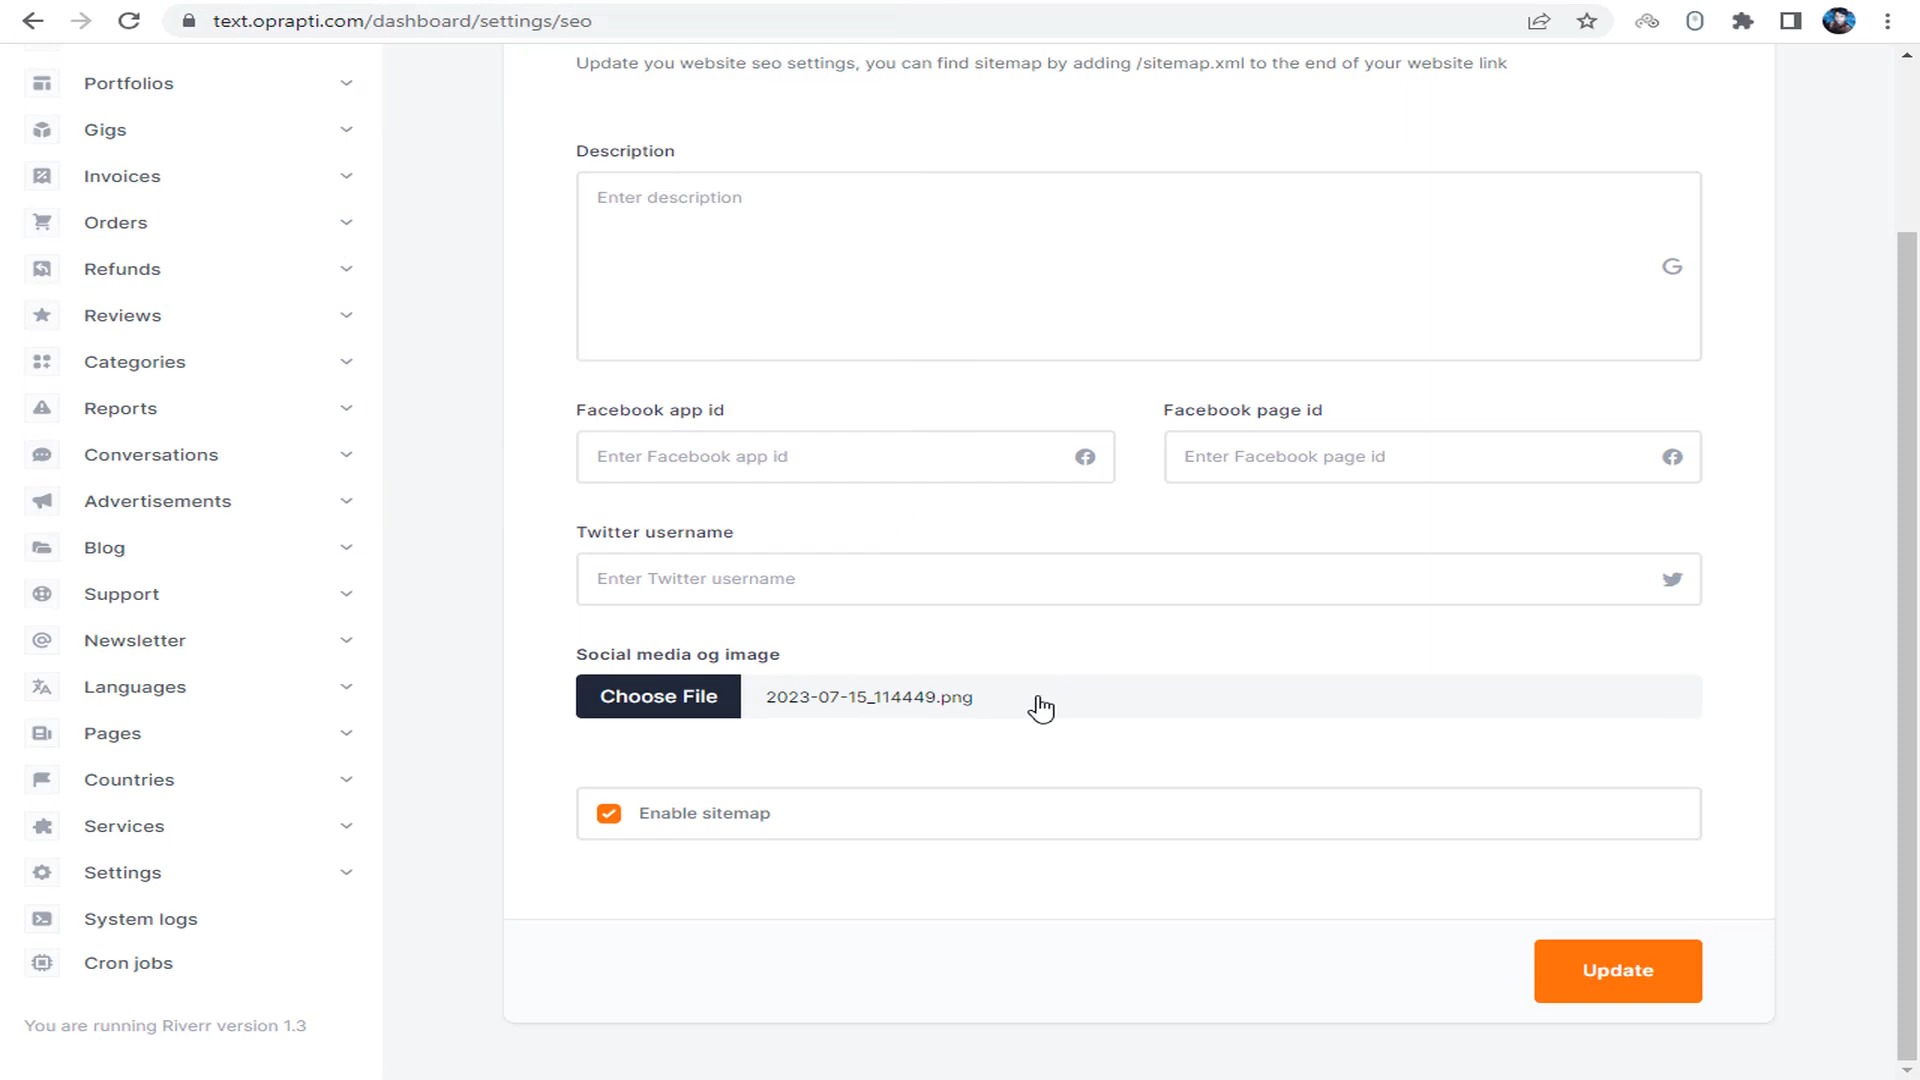 text.oprapti.com/dashboard/settings/seo
Portfolios
Gigs
Invoices
Orders
Refunds
Reviews
Categories
Reports
Conversations
Advertisements
Blog
Support
Newsletter
Languages
Pages
Countries
Services
Settings
System logs
Cron jobs
You are running Riverr version 1.3
Update you website seo settings, you can find sitemap by adding /sitemap.xml to the end of your website link
Description
Enter description
Facebook app id
Facebook page id
Enter Facebook app id
Enter Facebook page id
Twitter username
Enter Twitter username
Social media og image
Choose File 2023-07-15_114449.png
Enable sitemap
Update